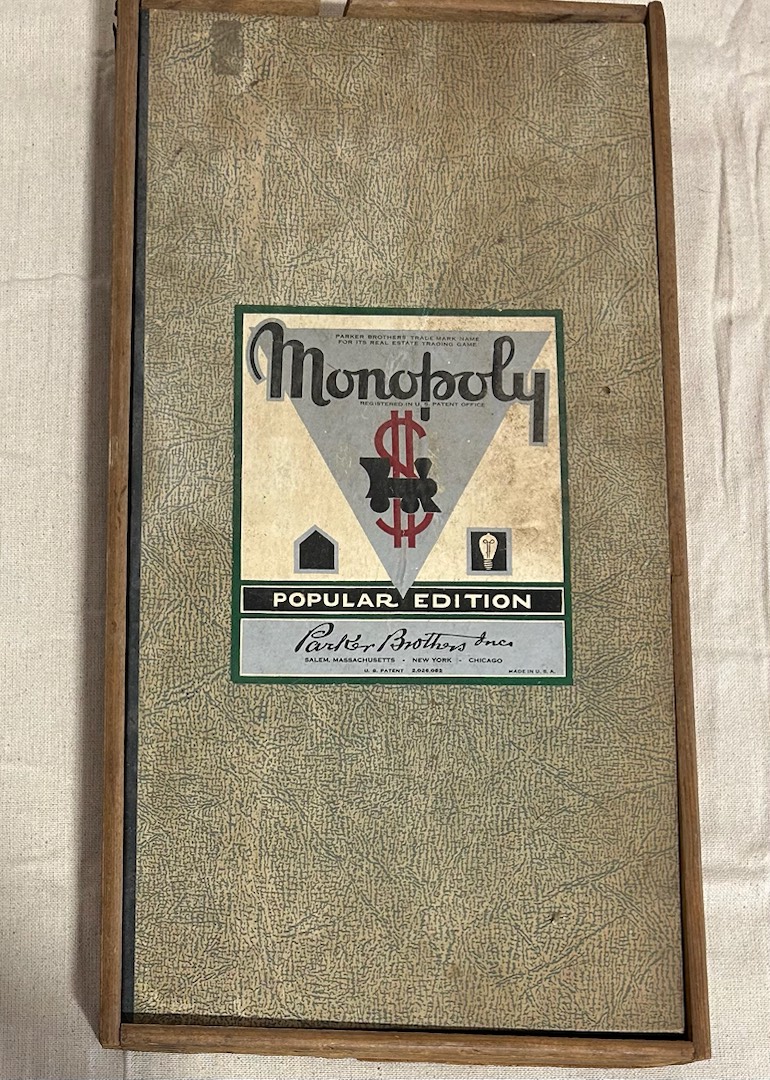 PARKER BROTHERS TRADE MARK NAME
FOR ITS REAL ESTATE TRADING GAME
Monopoly
REGISTERED IN U. S. PATENT OFFICE
POPULAR EDITION
Parker Brothers Inc.
SALEM, MASSACHUSETTS • NEW YORK • CHICAGO
U. S. PATENT 2,026,082
MADE IN U. S. A.